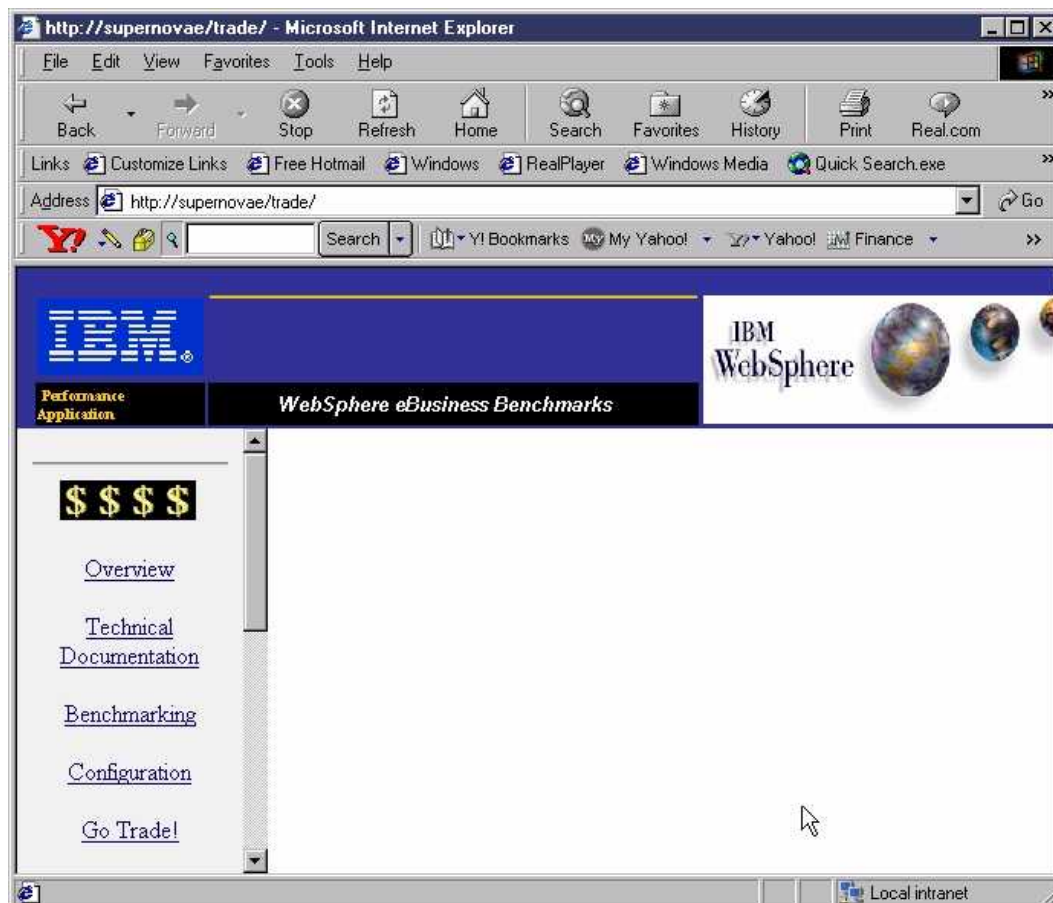 http://supernovae/trade/ - Microsoft Internet Explorer
File Edit View Favorites Tools Help
Back Forward Stop Refresh Home Search Favorites History Print Real.com »
Links Customize Links Free Hotmail Windows RealPlayer Windows Media Quick Search.exe »
Address http://supernovae/trade/ Go
Y! Search Y! Bookmarks My My Yahoo! Y? Yahoo! Finance »
IBM®
Performance
Application
WebSphere eBusiness Benchmarks
IBM
WebSphere
$ $ $ $
Overview
Technical
Documentation
Benchmarking
Configuration
Go Trade!
Local intranet